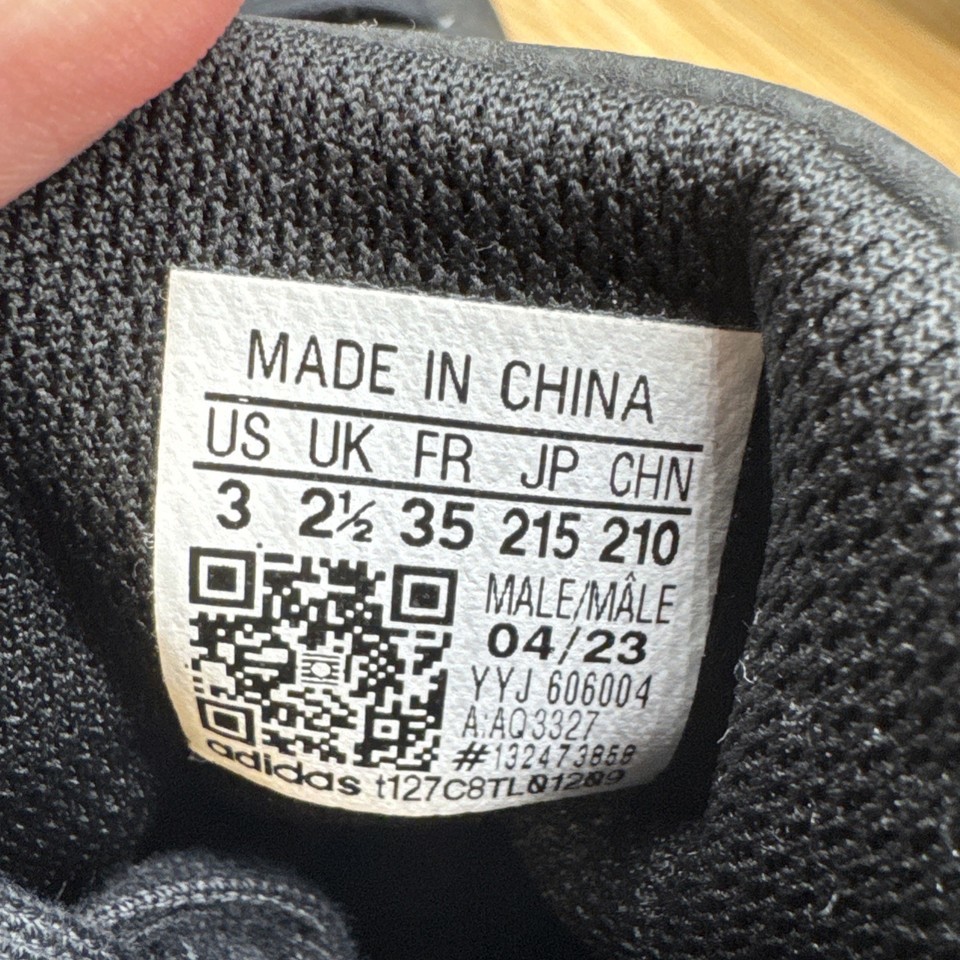 MADE IN CHINA
US UK FR JP CHN
3 2½ 35 215 210
MALE/MÂLE
04/23
YYJ 606004
A:AQ3327
#132473858
adidas t127C8TL01209